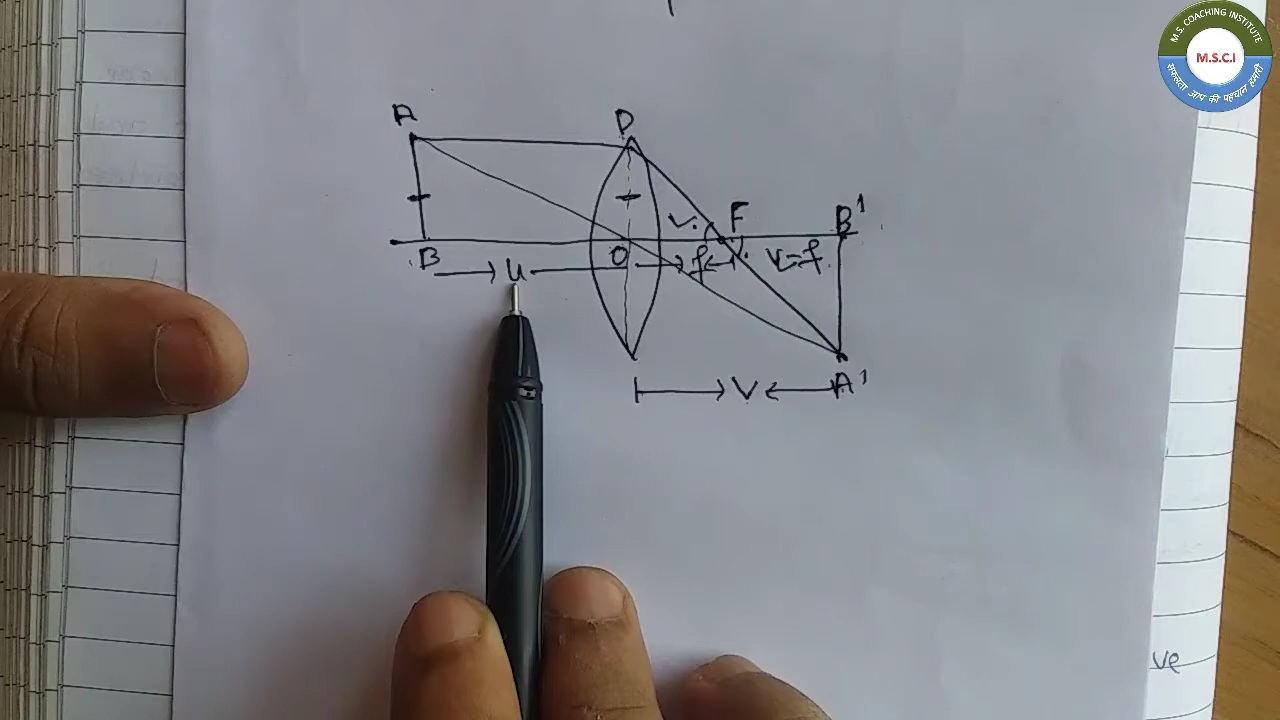 M.S. COACHING INSTITUTE
M.S.C.I
सफलता आप की पहचान हमारी
A D
F B'
B u O f v=f
v A'
ve